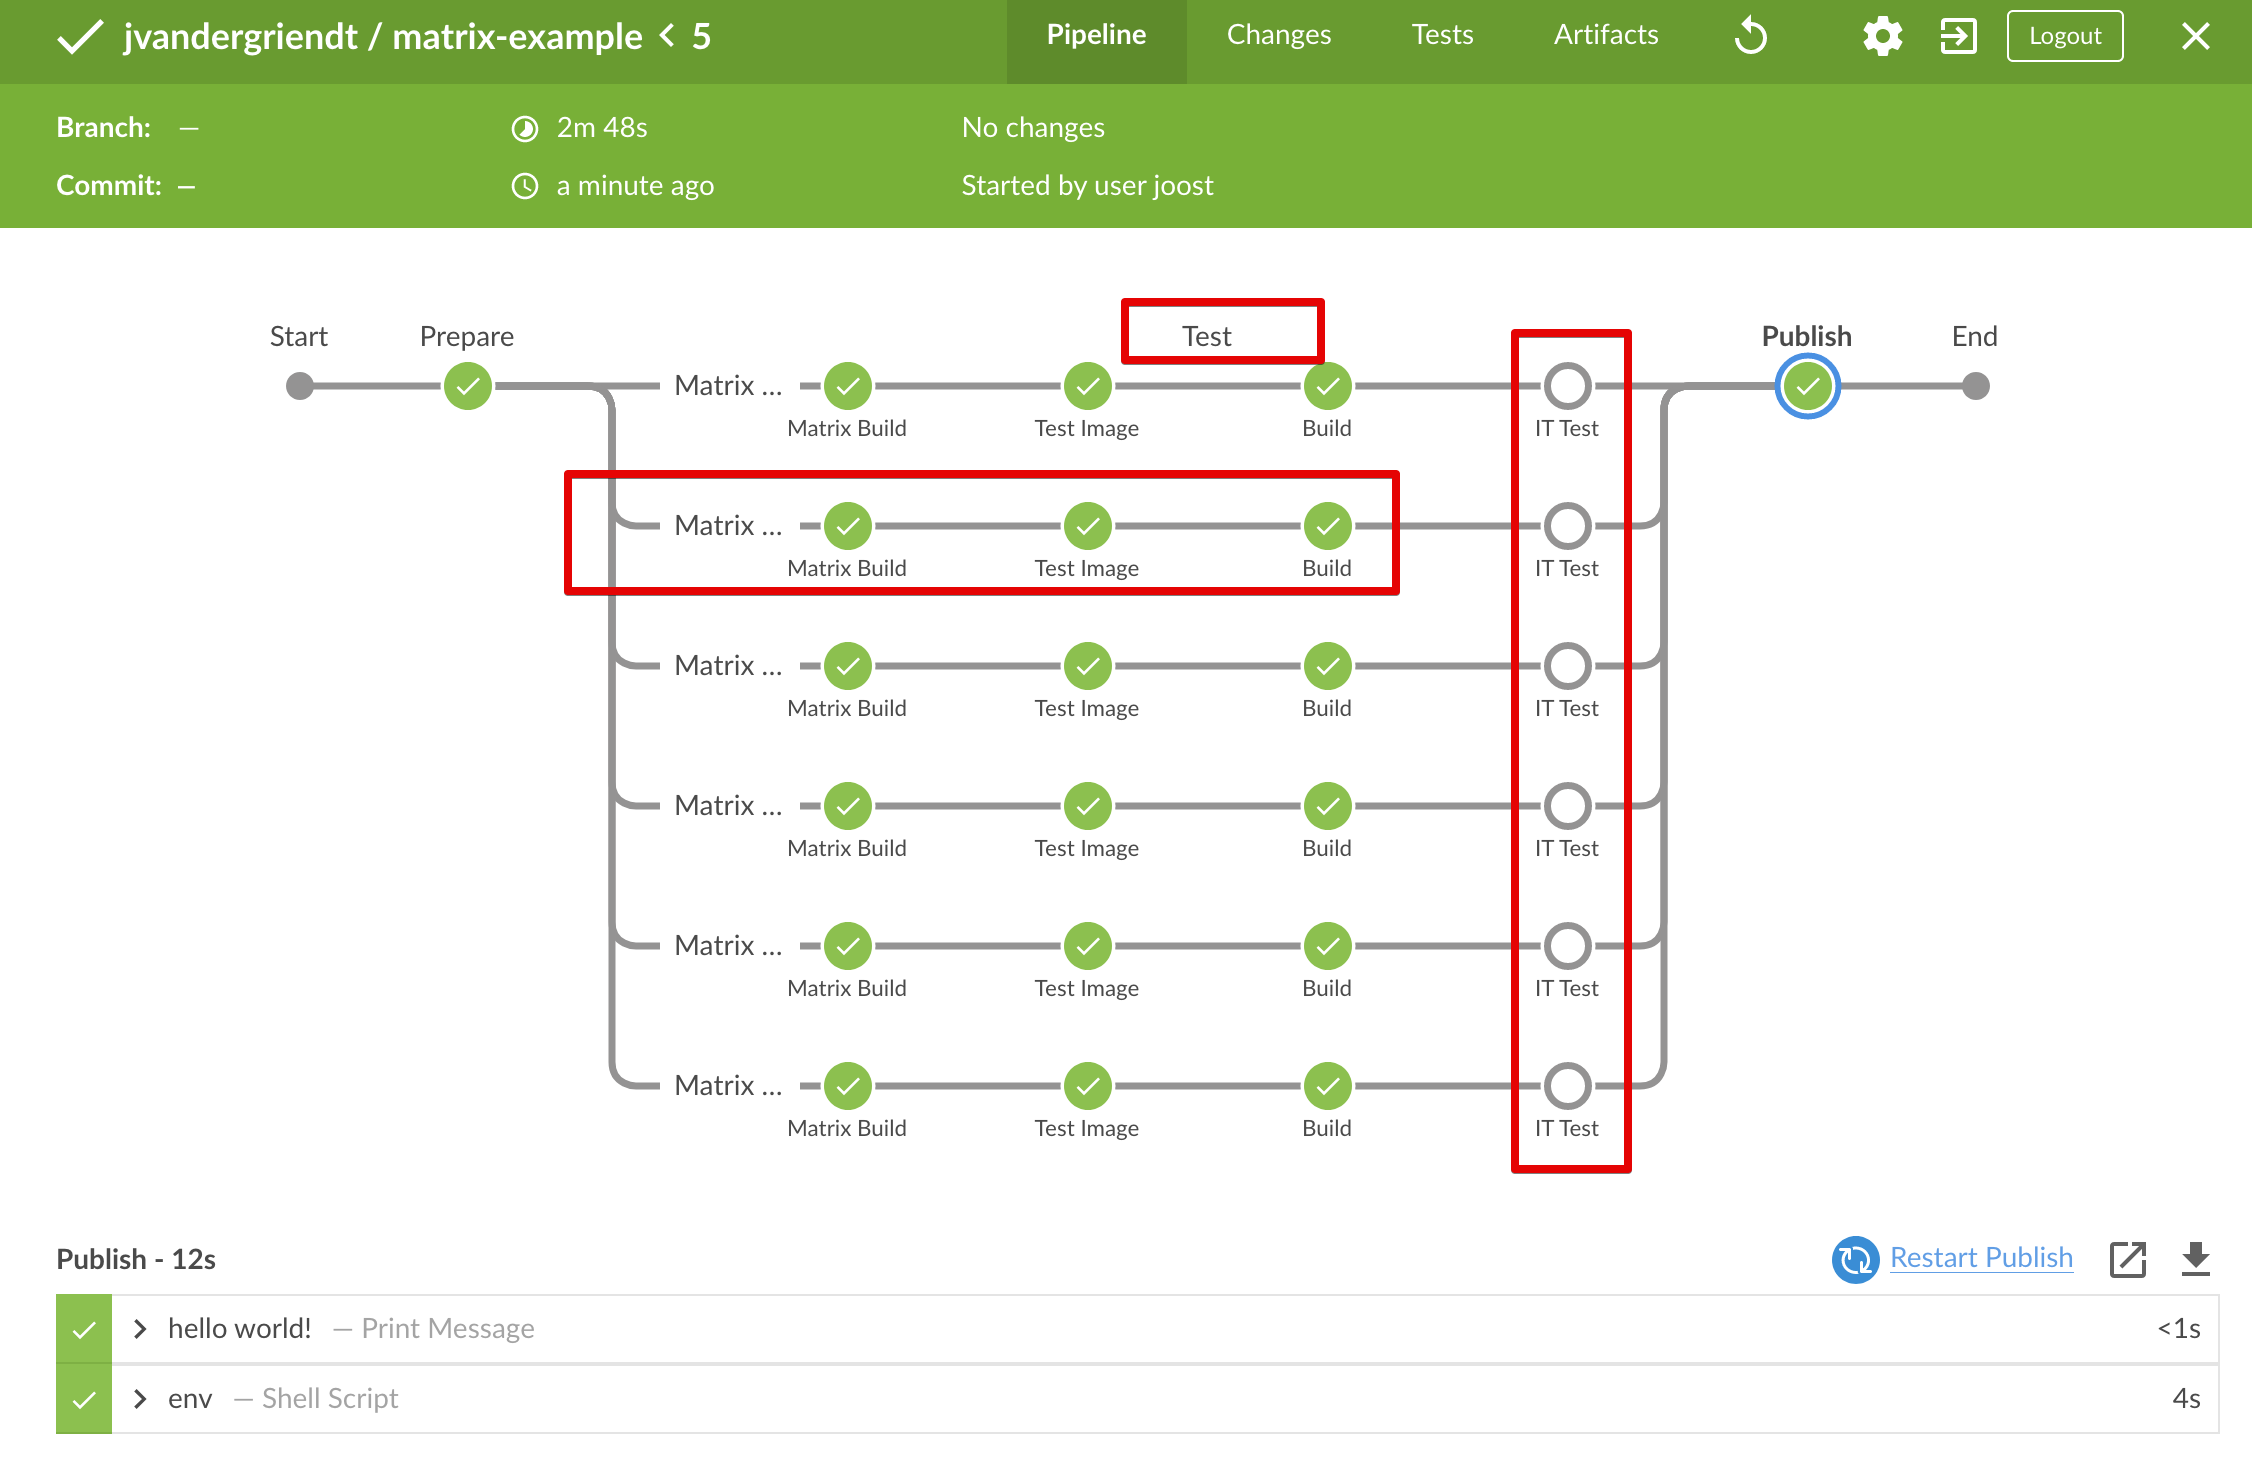 jvandergriendt / matrix-example < 5
Pipeline
Changes
Tests
Artifacts
Logout
Branch: —
2m 48s
No changes
Commit: —
a minute ago
Started by user joost
Start
Prepare
Test
Publish
End
Matrix ...
Matrix Build
Test Image
Build
IT Test
Matrix ...
Matrix Build
Test Image
Build
IT Test
Matrix ...
Matrix Build
Test Image
Build
IT Test
Matrix ...
Matrix Build
Test Image
Build
IT Test
Matrix ...
Matrix Build
Test Image
Build
IT Test
Matrix ...
Matrix Build
Test Image
Build
IT Test
Publish - 12s
Restart Publish
hello world! — Print Message
<1s
env — Shell Script
4s